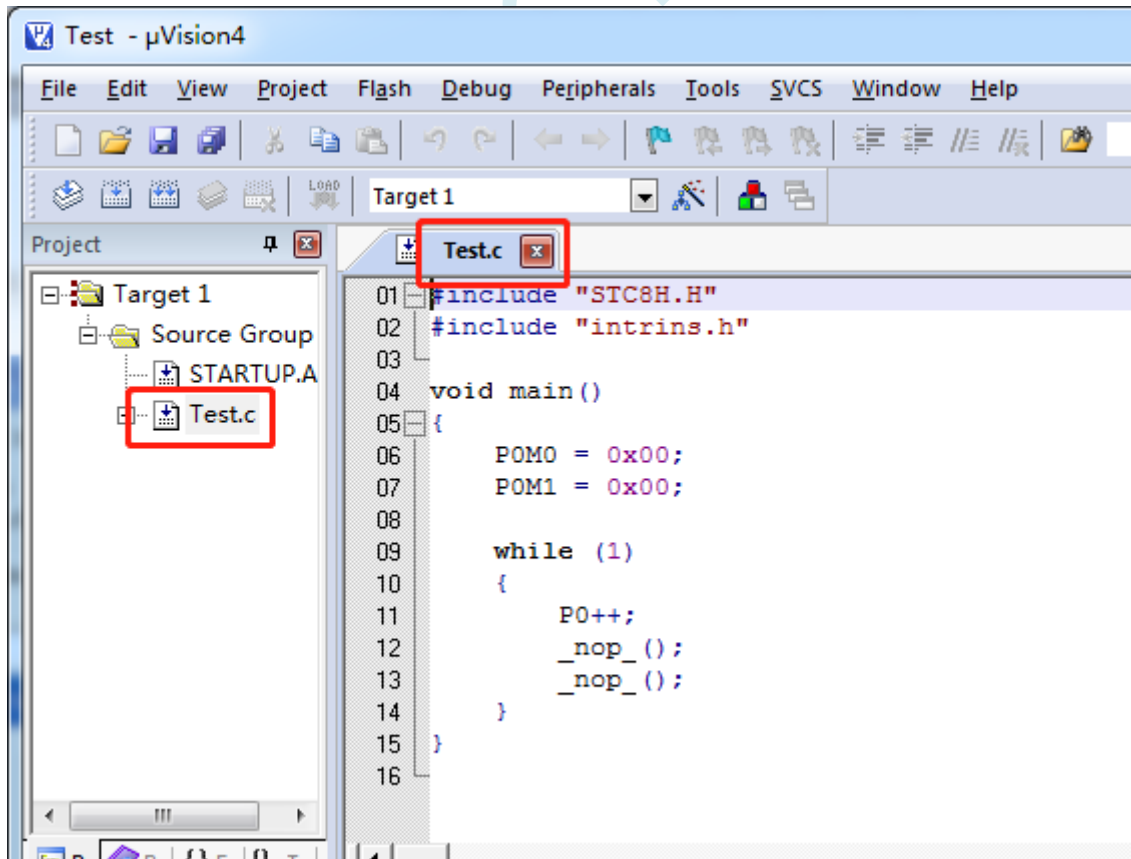 Test - µVision4
File Edit View Project Flash Debug Peripherals Tools SVCS Window Help
LOAD
Target 1
Project
Test.c
Target 1
Source Group
STARTUP.A
Test.c
01 #include "STC8H.H"
02 #include "intrins.h"
03
04 void main()
05 {
06 P0M0 = 0x00;
07 P0M1 = 0x00;
08
09 while (1)
10 {
11 P0++;
12 _nop_();
13 _nop_();
14 }
15 }
16